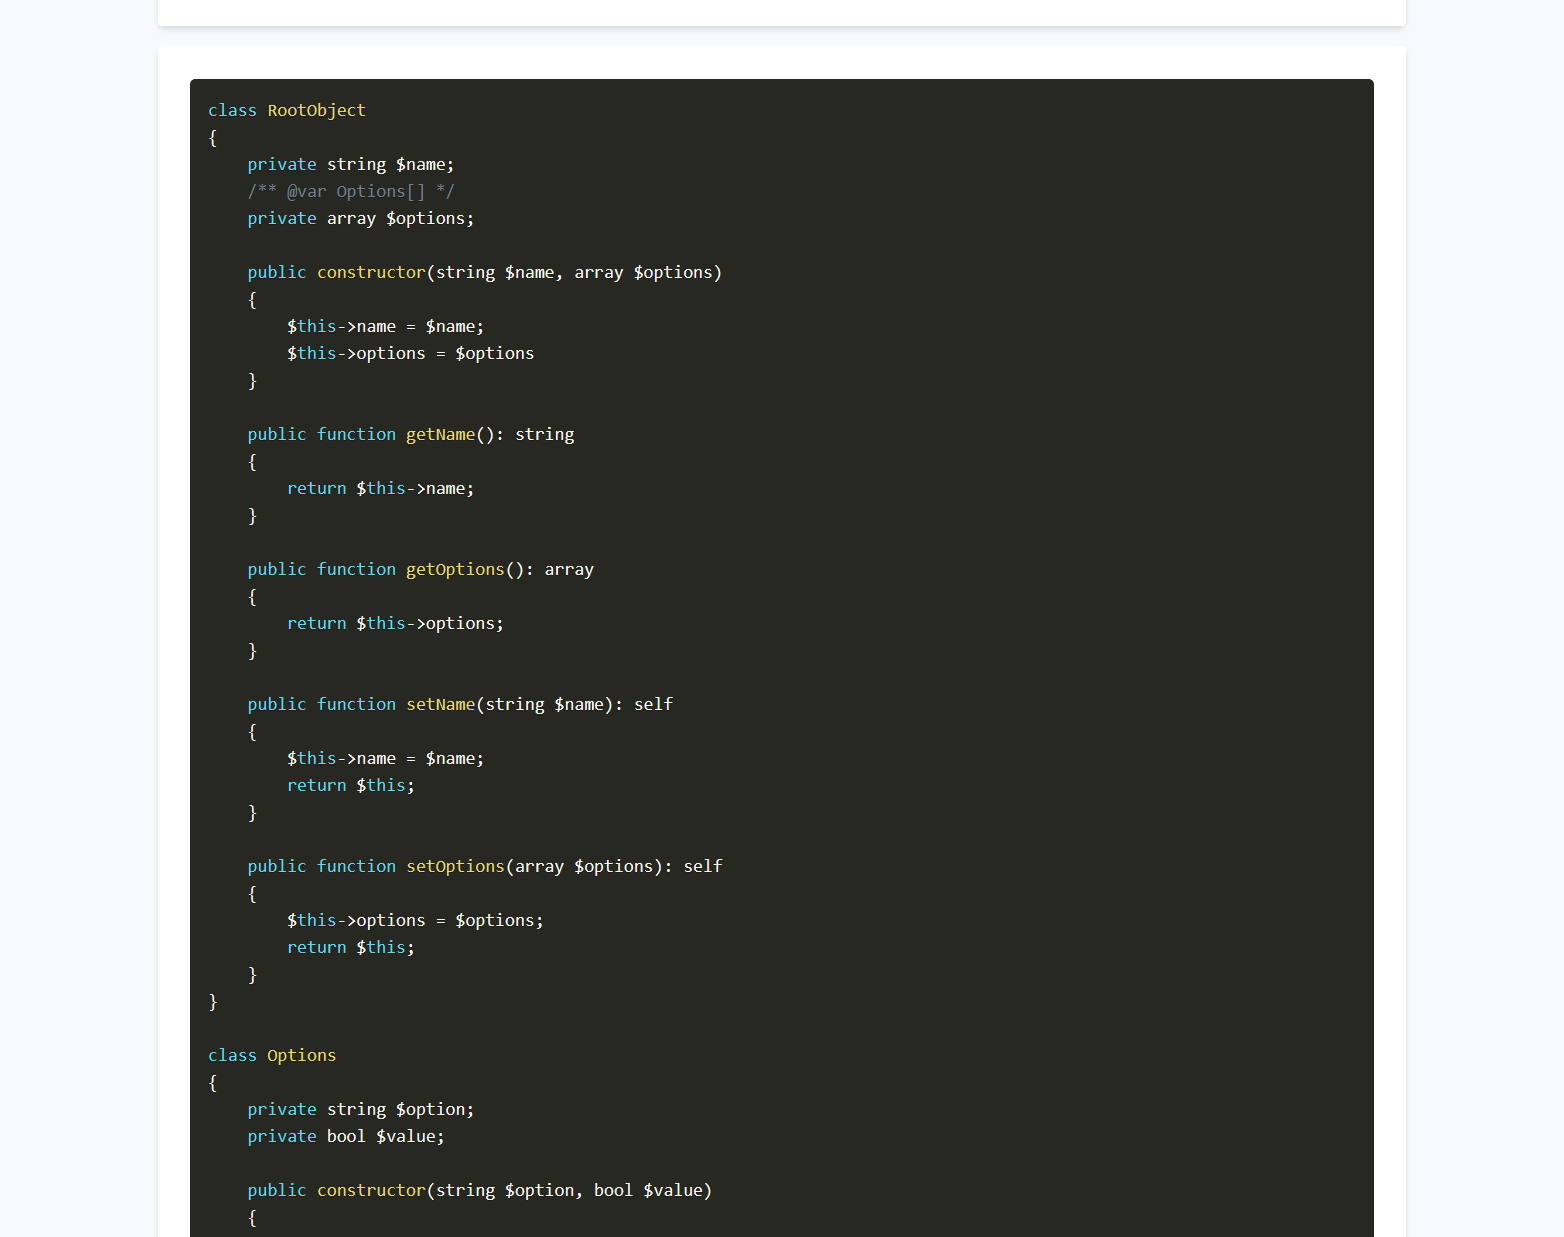 class RootObject
{
    private string $name;
    /** @var Options[] */
    private array $options;

    public constructor(string $name, array $options)
    {
        $this->name = $name;
        $this->options = $options
    }

    public function getName(): string
    {
        return $this->name;
    }

    public function getOptions(): array
    {
        return $this->options;
    }

    public function setName(string $name): self
    {
        $this->name = $name;
        return $this;
    }

    public function setOptions(array $options): self
    {
        $this->options = $options;
        return $this;
    }
}

class Options
{
    private string $option;
    private bool $value;

    public constructor(string $option, bool $value)
    {